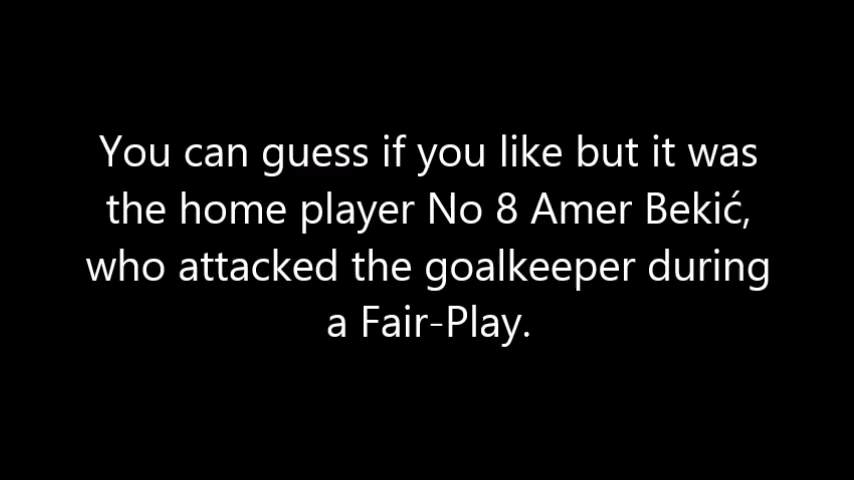 You can guess if you like but it was
the home player No 8 Amer Bekić,
who attacked the goalkeeper during
a Fair-Play.